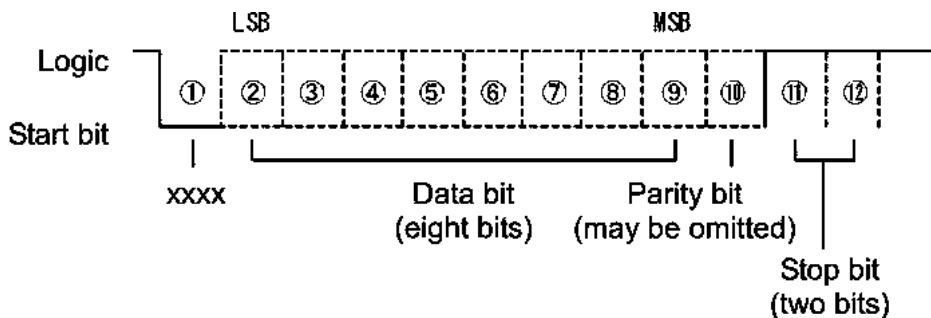 LSB MSB
Logic
① ② ③ ④ ⑤ ⑥ ⑦ ⑧ ⑨ ⑩ ⑪ ⑫
Start bit
xxxx Data bit Parity bit
(eight bits) (may be omitted)
Stop bit
(two bits)